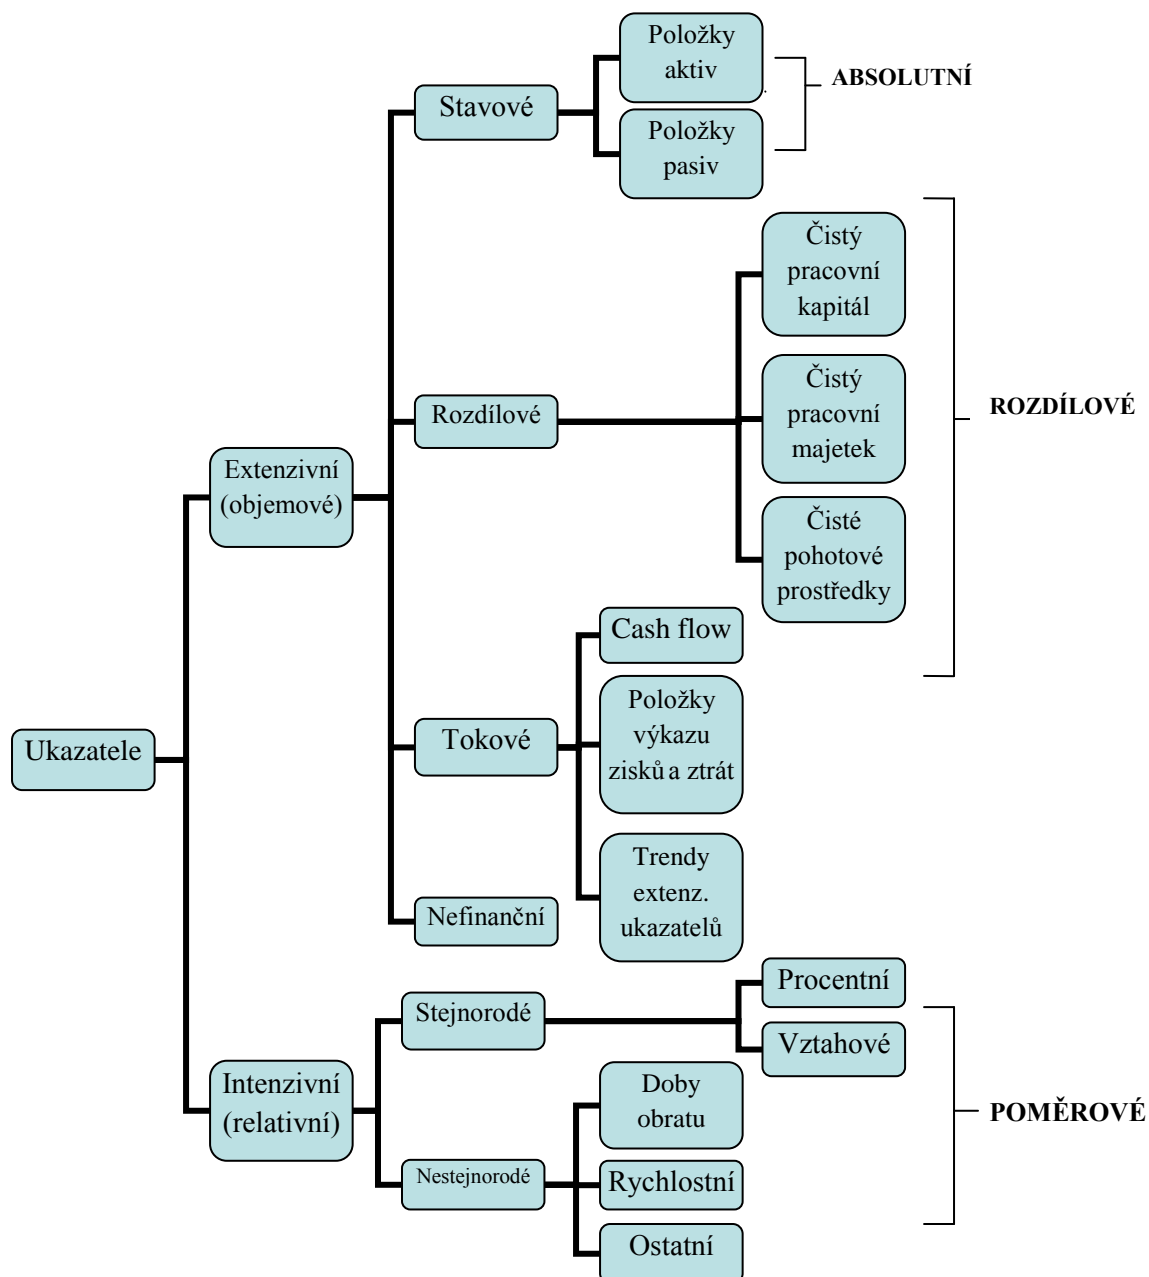 Položky
aktiv
ABSOLUTNÍ
Stavové
Položky
pasiv
Čistý
pracovní
kapitál
Rozdílové
Čistý
pracovní
majetek
ROZDÍLOVÉ
Extenzivní
(objemové)
Čisté
pohotové
prostředky
Cash flow
Ukazatele
Tokové
Položky
výkazu
zisků a ztrát
Trendy
extenz.
ukazatelů
Nefinanční
Procentní
Stejnorodé
Vztahové
Intenzivní
(relativní)
Doby
obratu
POMĚROVÉ
Nestejnorodé
Rychlostní
Ostatní